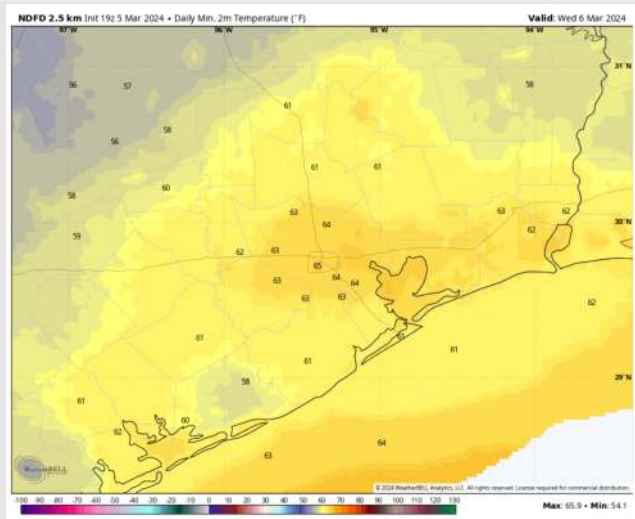 NDFD 2.5 km Init 19z 5 Mar 2024 • Daily Min. 2m Temperature (°F) Valid: Wed 6 Mar 2024
97°W 96°W 95°W 94°W
31°N
56 57 58
61
56 58
61 61
58 60
63 63 62
64 62
30°N
59
62 63
65
63 64 64
63 63
62
61 61
61
61
29°N
58
61
60
62
64
63
WeatherBELL
© 2024 WeatherBELL Analytics, LLC. All rights reserved. License required for commercial distribution.
-100 -90 -80 -70 -60 -50 -40 -30 -20 -10 0 10 20 30 40 50 60 70 80 90 100 110 120 130
Max: 65.9 • Min: 54.1